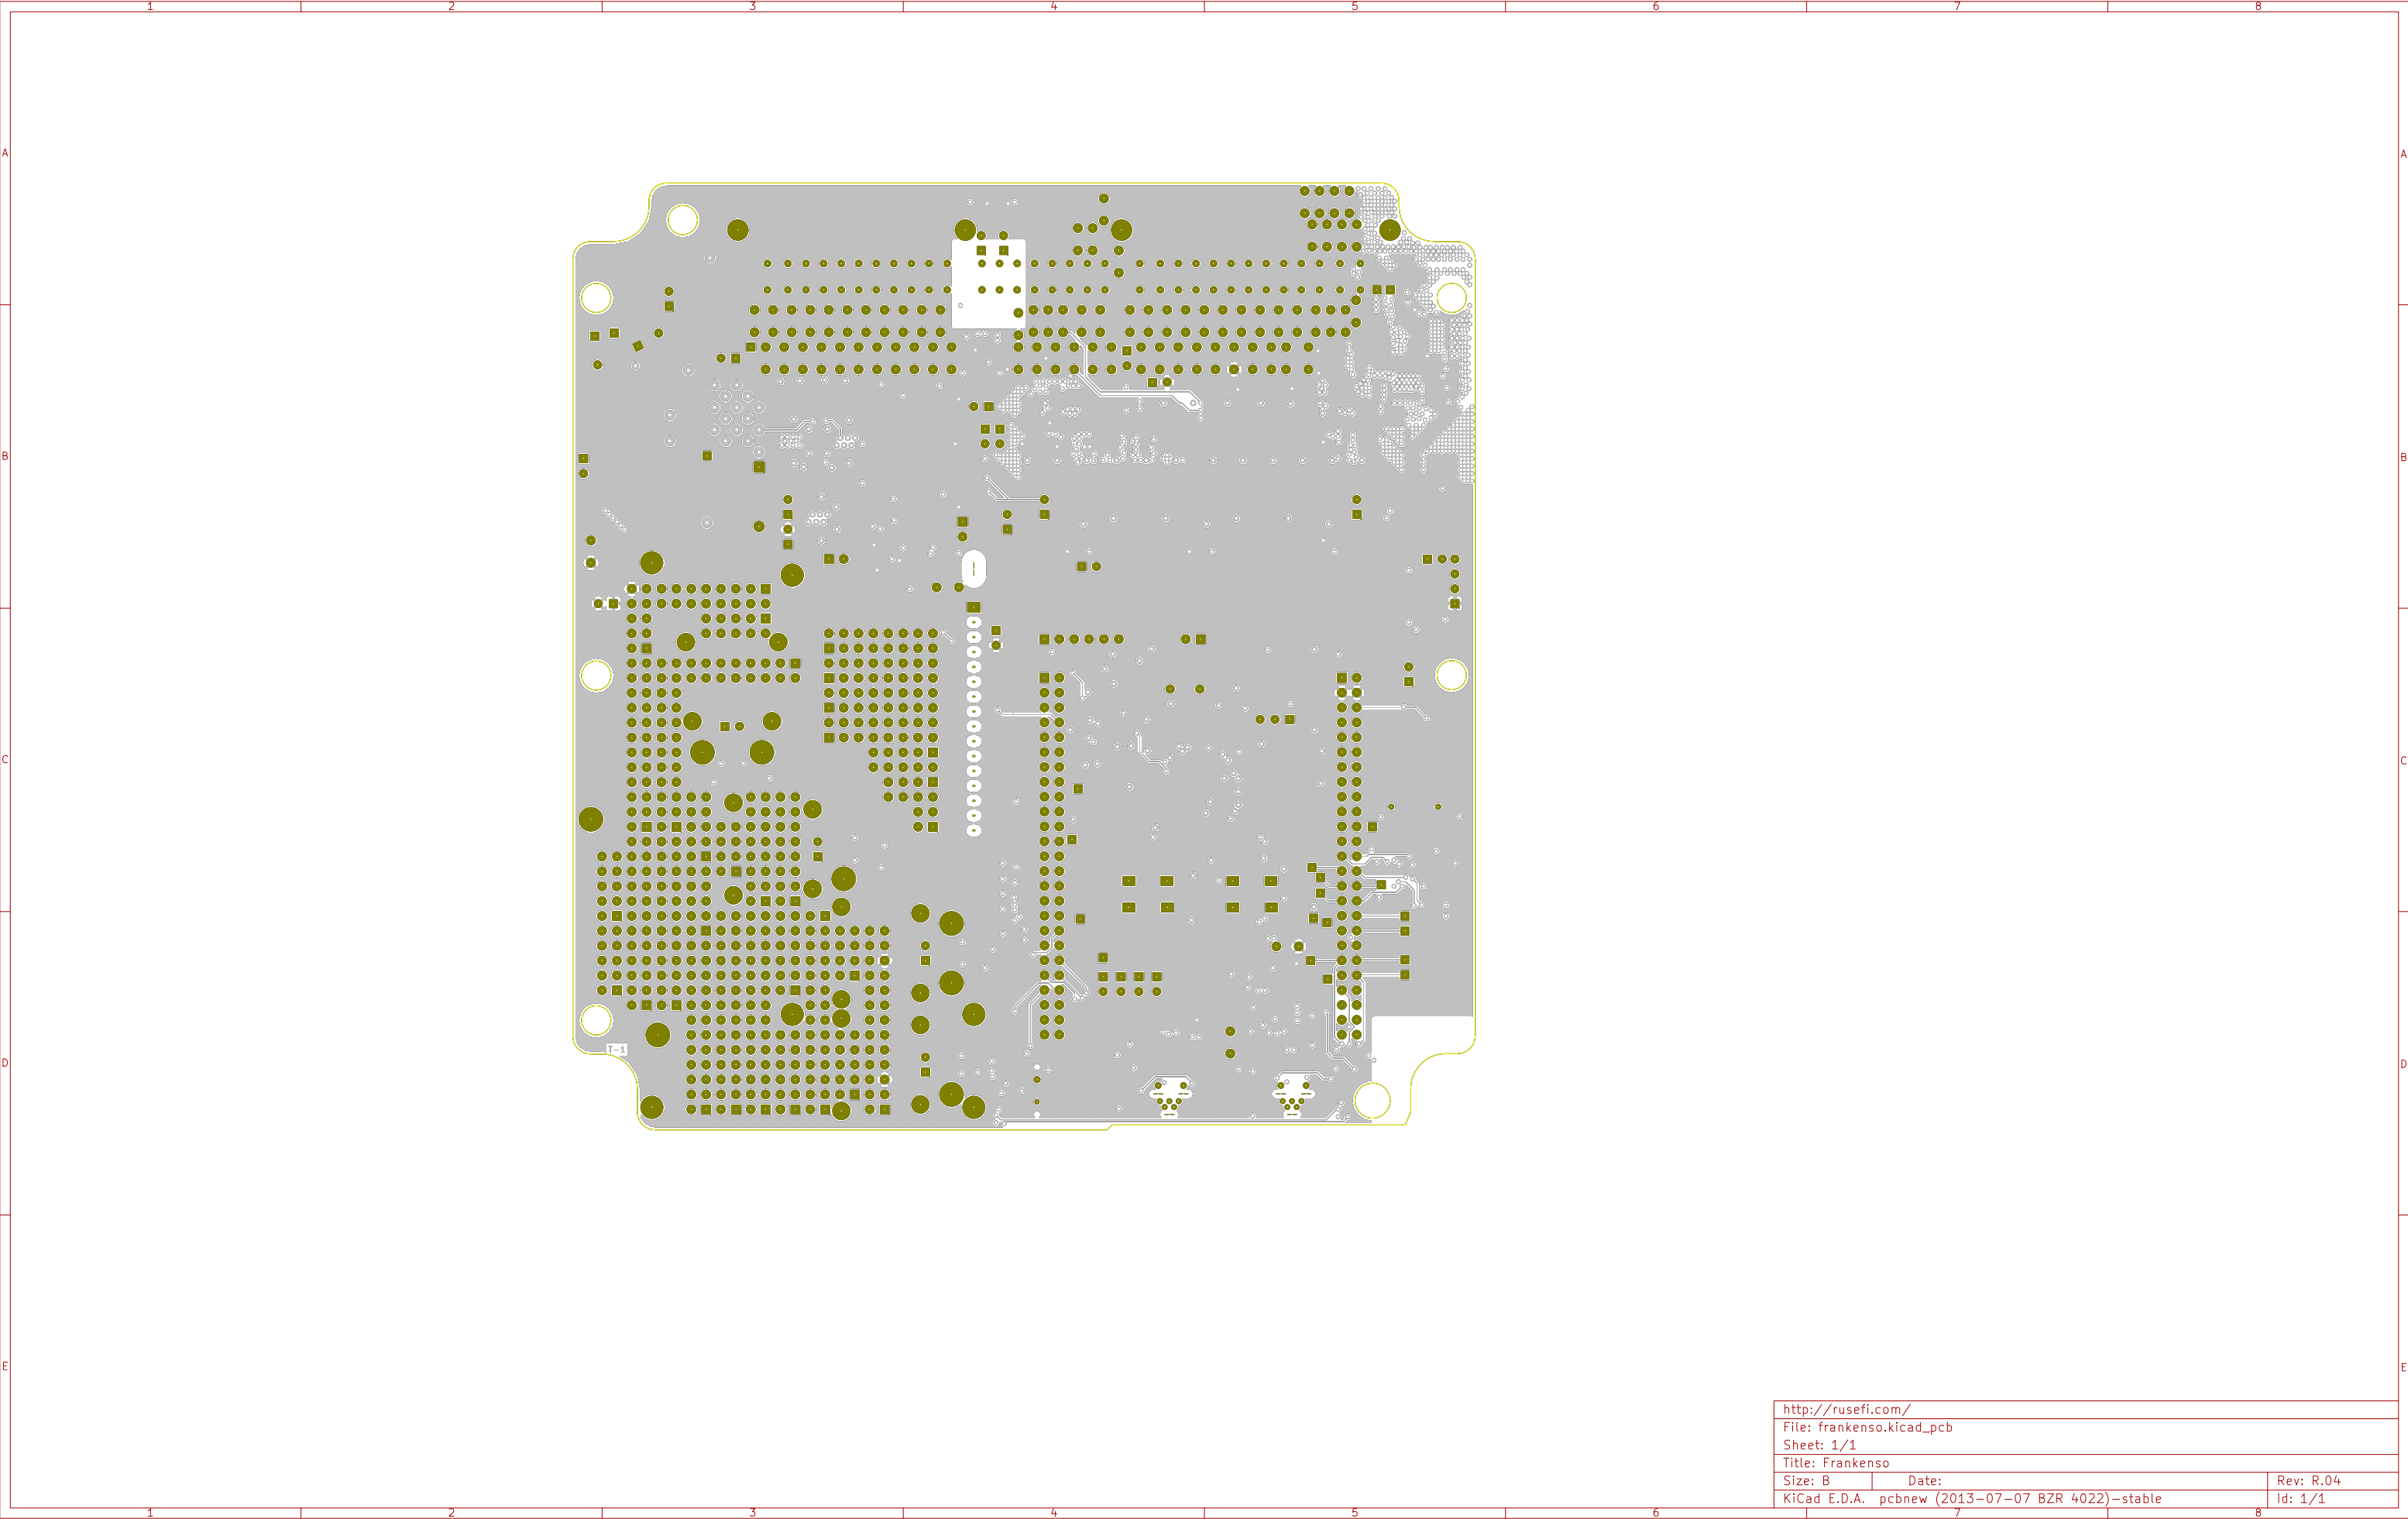 1 2 3 4 5 6 7 8
A A
B B
C C
T-1
D D
E E
http://rusefi.com/
File: frankenso.kicad_pcb
Sheet: 1/1
Title: Frankenso
Size: B Date: Rev: R.04
KiCad E.D.A. pcbnew (2013-07-07 BZR 4022)-stable Id: 1/1
1 2 3 4 5 6 7 8